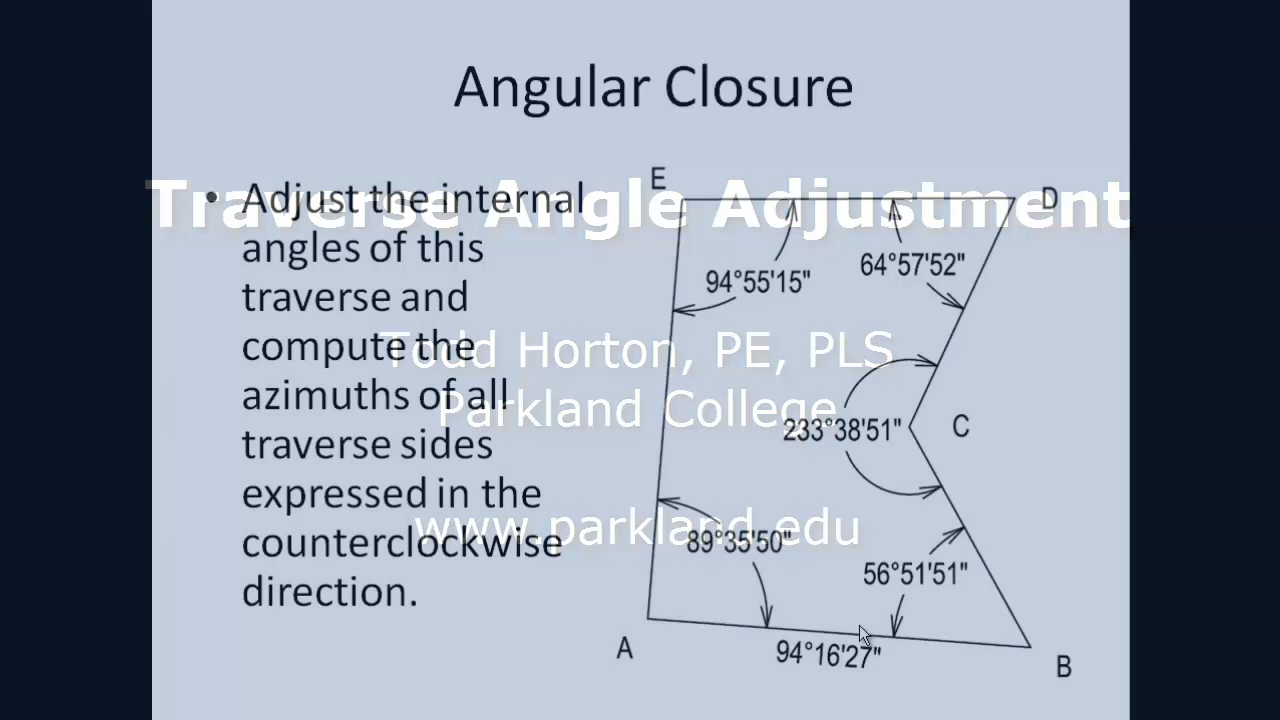 Angular Closure
Traverse Angle Adjustment
• Adjust the internal
angles of this
traverse and
compute the
azimuths of all
traverse sides
expressed in the
counterclockwise
direction.
Todd Horton, PE, PLS
Parkland College
www.parkland.edu
E
D
94°55'15"
64°57'52"
233°38'51"
C
89°35'50"
56°51'51"
A
94°16'27"
B